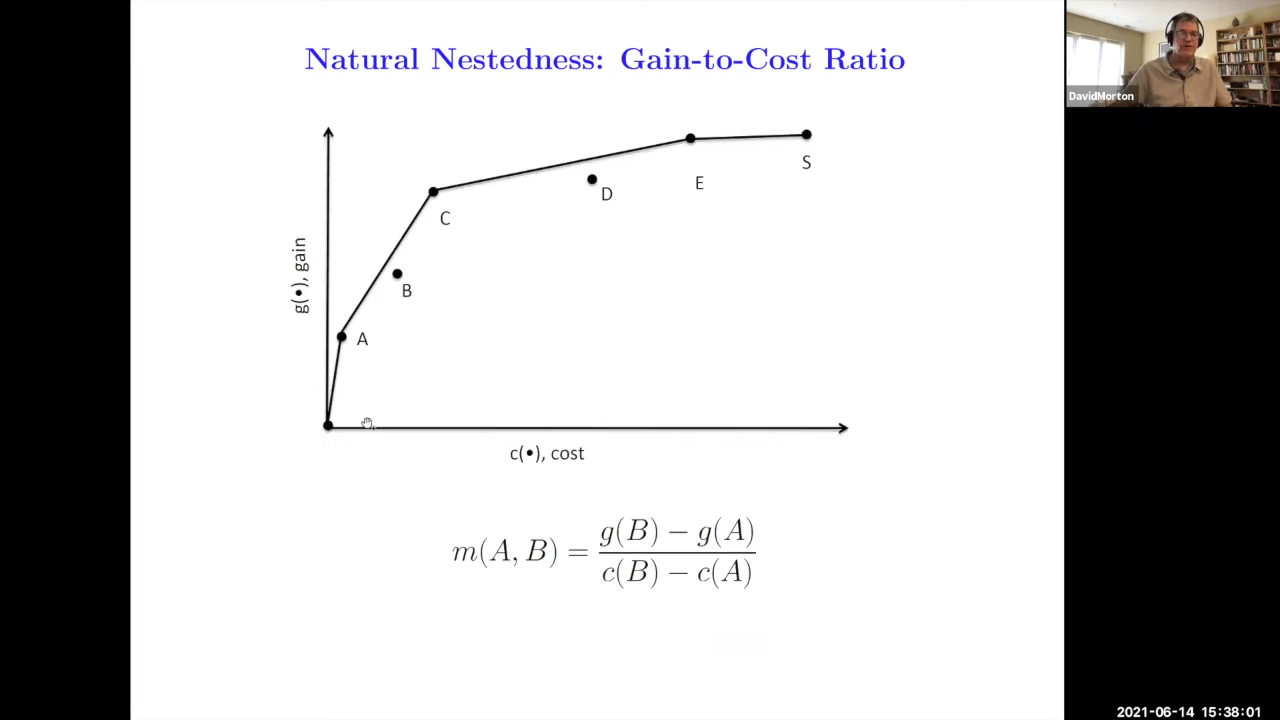 Natural Nestedness: Gain-to-Cost Ratio
DavidMorton
S
D
E
C
g(•), gain
B
A
c(•), cost
m(A, B) = g(B) − g(A) / c(B) − c(A)
2021-06-14 15:38:01